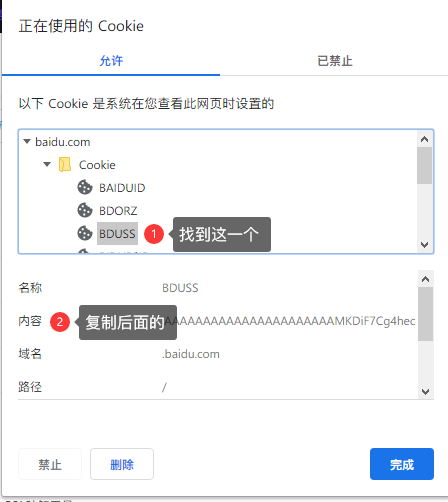 正在使用的 Cookie
允许 已禁止
以下 Cookie 是系统在您查看此网页时设置的
baidu.com
Cookie
BAIDUID
BDORZ
BDUSS 1 找到这一个
名称 BDUSS
内容 2 复制后面的 AAAAAAAAAAAAAAAAAAAAAAMKDiF7Cg4hec
域名 .baidu.com
路径 /
禁止 删除 完成